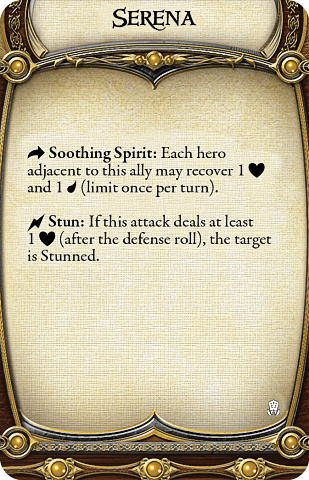 Serena
Soothing Spirit: Each hero
adjacent to this ally may recover 1
and 1 (limit once per turn).
Stun: If this attack deals at least
1 (after the defense roll), the target
is Stunned.